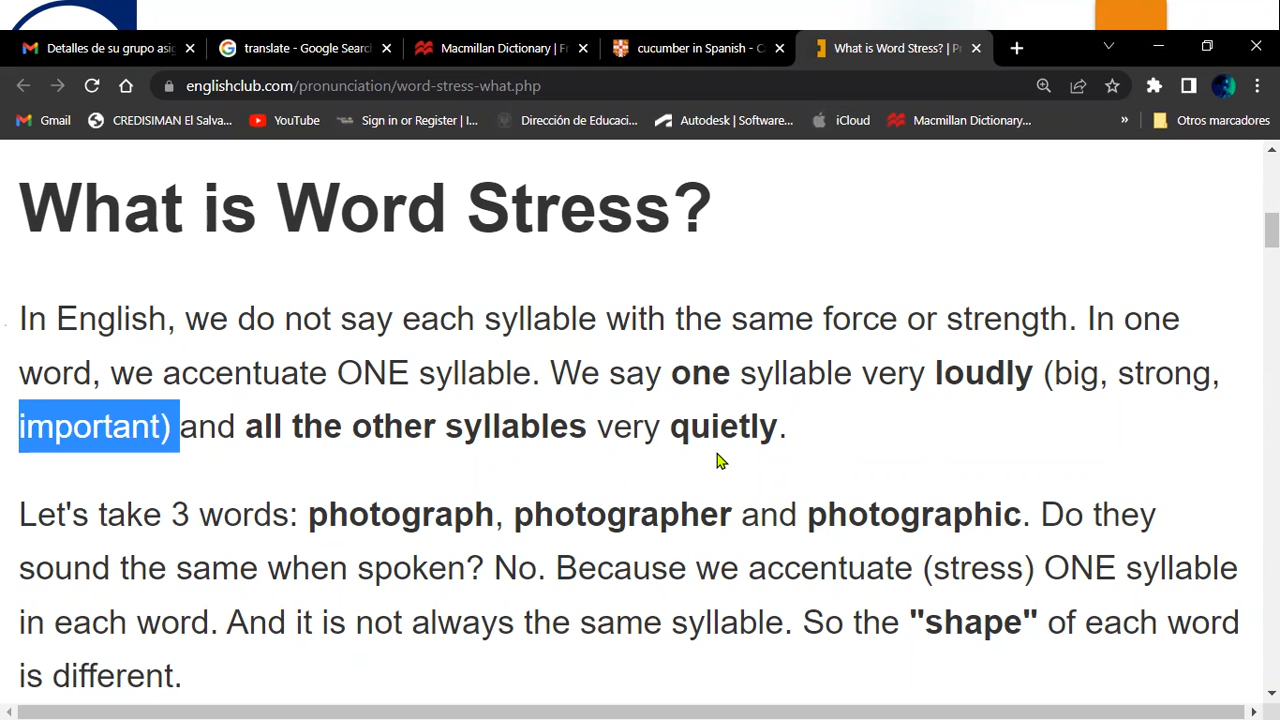 Detalles de su grupo asig
translate - Google Search
Macmillan Dictionary | Fr
cucumber in Spanish - C
What is Word Stress? | Pr
englishclub.com/pronunciation/word-stress-what.php
Gmail
CREDISIMAN El Salva...
YouTube
Sign in or Register | I...
Dirección de Educaci...
Autodesk | Software...
iCloud
Macmillan Dictionary...
»
Otros marcadores
What is Word Stress?
In English, we do not say each syllable with the same force or strength. In one
word, we accentuate ONE syllable. We say one syllable very loudly (big, strong,
important) and all the other syllables very quietly.
Let's take 3 words: photograph, photographer and photographic. Do they
sound the same when spoken? No. Because we accentuate (stress) ONE syllable
in each word. And it is not always the same syllable. So the "shape" of each word
is different.